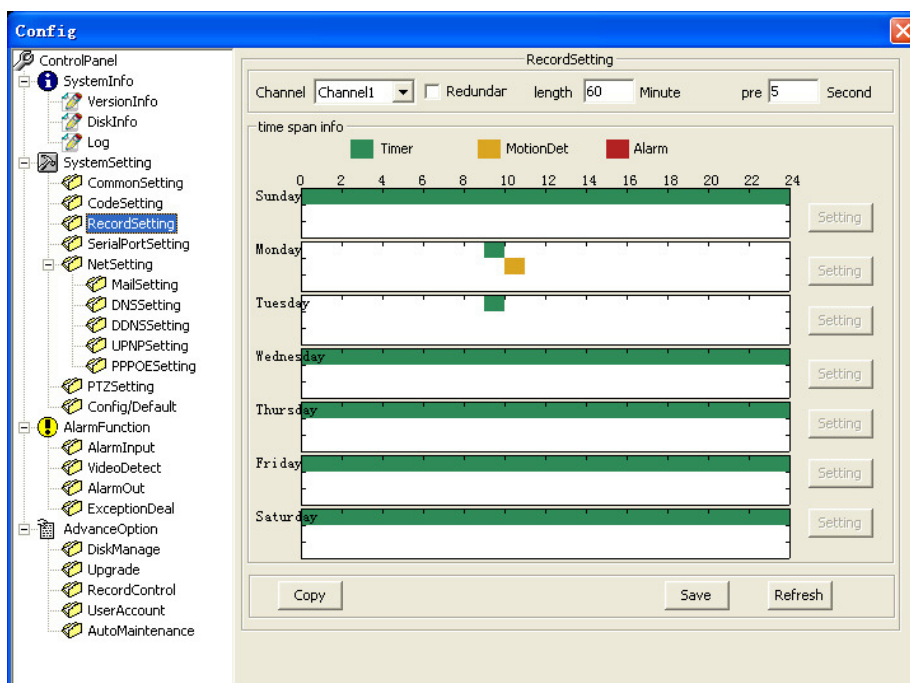 Config
ControlPanel
SystemInfo
VersionInfo
DiskInfo
Log
SystemSetting
CommonSetting
CodeSetting
RecordSetting
SerialPortSetting
NetSetting
MailSetting
DNSSetting
DDNSSetting
UPNPSetting
PPPOESetting
PTZSetting
Config/Default
AlarmFunction
AlarmInput
VideoDetect
AlarmOut
ExceptionDeal
AdvanceOption
DiskManage
Upgrade
RecordControl
UserAccount
AutoMaintenance
RecordSetting
Channel Channel1 Redundar length 60 Minute pre 5 Second
time span info
Timer MotionDet Alarm
0 2 4 6 8 10 12 14 16 18 20 22 24
Sunday Setting
Monday Setting
Tuesday Setting
Wednesday Setting
Thursday Setting
Friday Setting
Saturday Setting
Copy Save Refresh